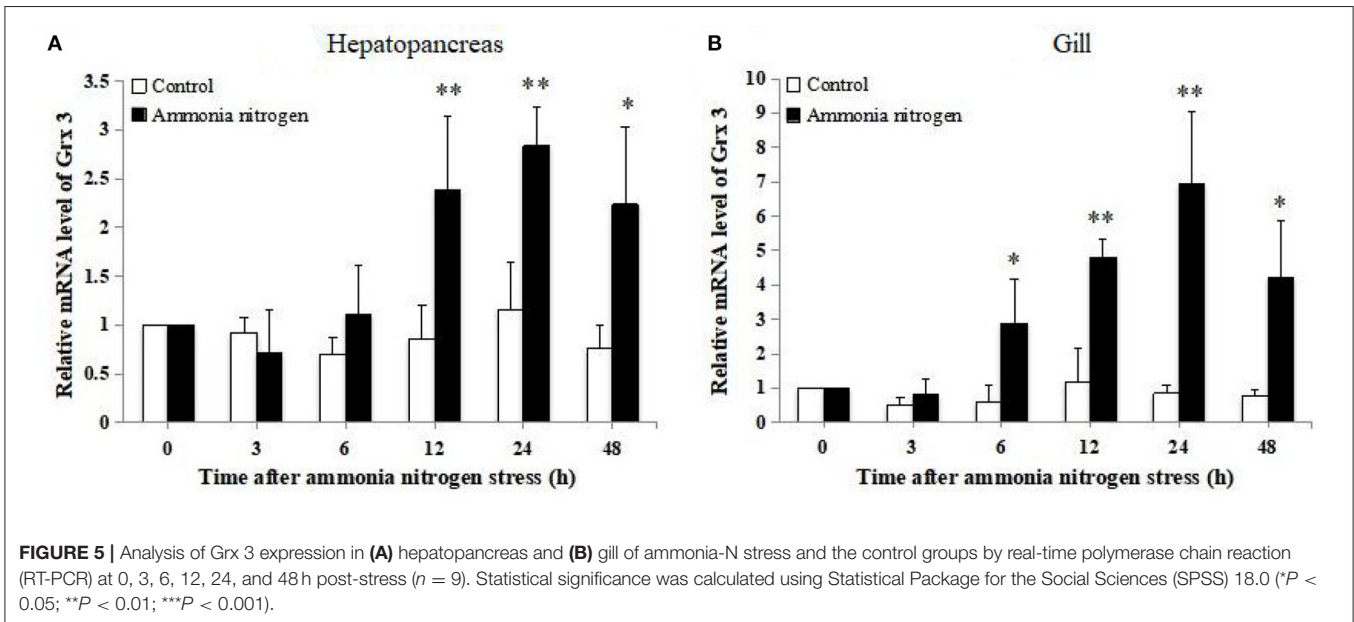 A
Hepatopancreas
Control
Ammonia nitrogen
Relative mRNA level of Grx 3
3.5
3
2.5
2
1.5
1
0.5
0
** ** *
0 3 6 12 24 48
Time after ammonia nitrogen stress (h)
B
Gill
Control
Ammonia nitrogen
Relative mRNA level of Grx 3
10
9
8
7
6
5
4
3
2
1
0
* ** ** *
0 3 6 12 24 48
Time after ammonia nitrogen stress (h)
FIGURE 5 | Analysis of Grx 3 expression in (A) hepatopancreas and (B) gill of ammonia-N stress and the control groups by real-time polymerase chain reaction
(RT-PCR) at 0, 3, 6, 12, 24, and 48 h post-stress (n = 9). Statistical significance was calculated using Statistical Package for the Social Sciences (SPSS) 18.0 (*P <
0.05; **P < 0.01; ***P < 0.001).